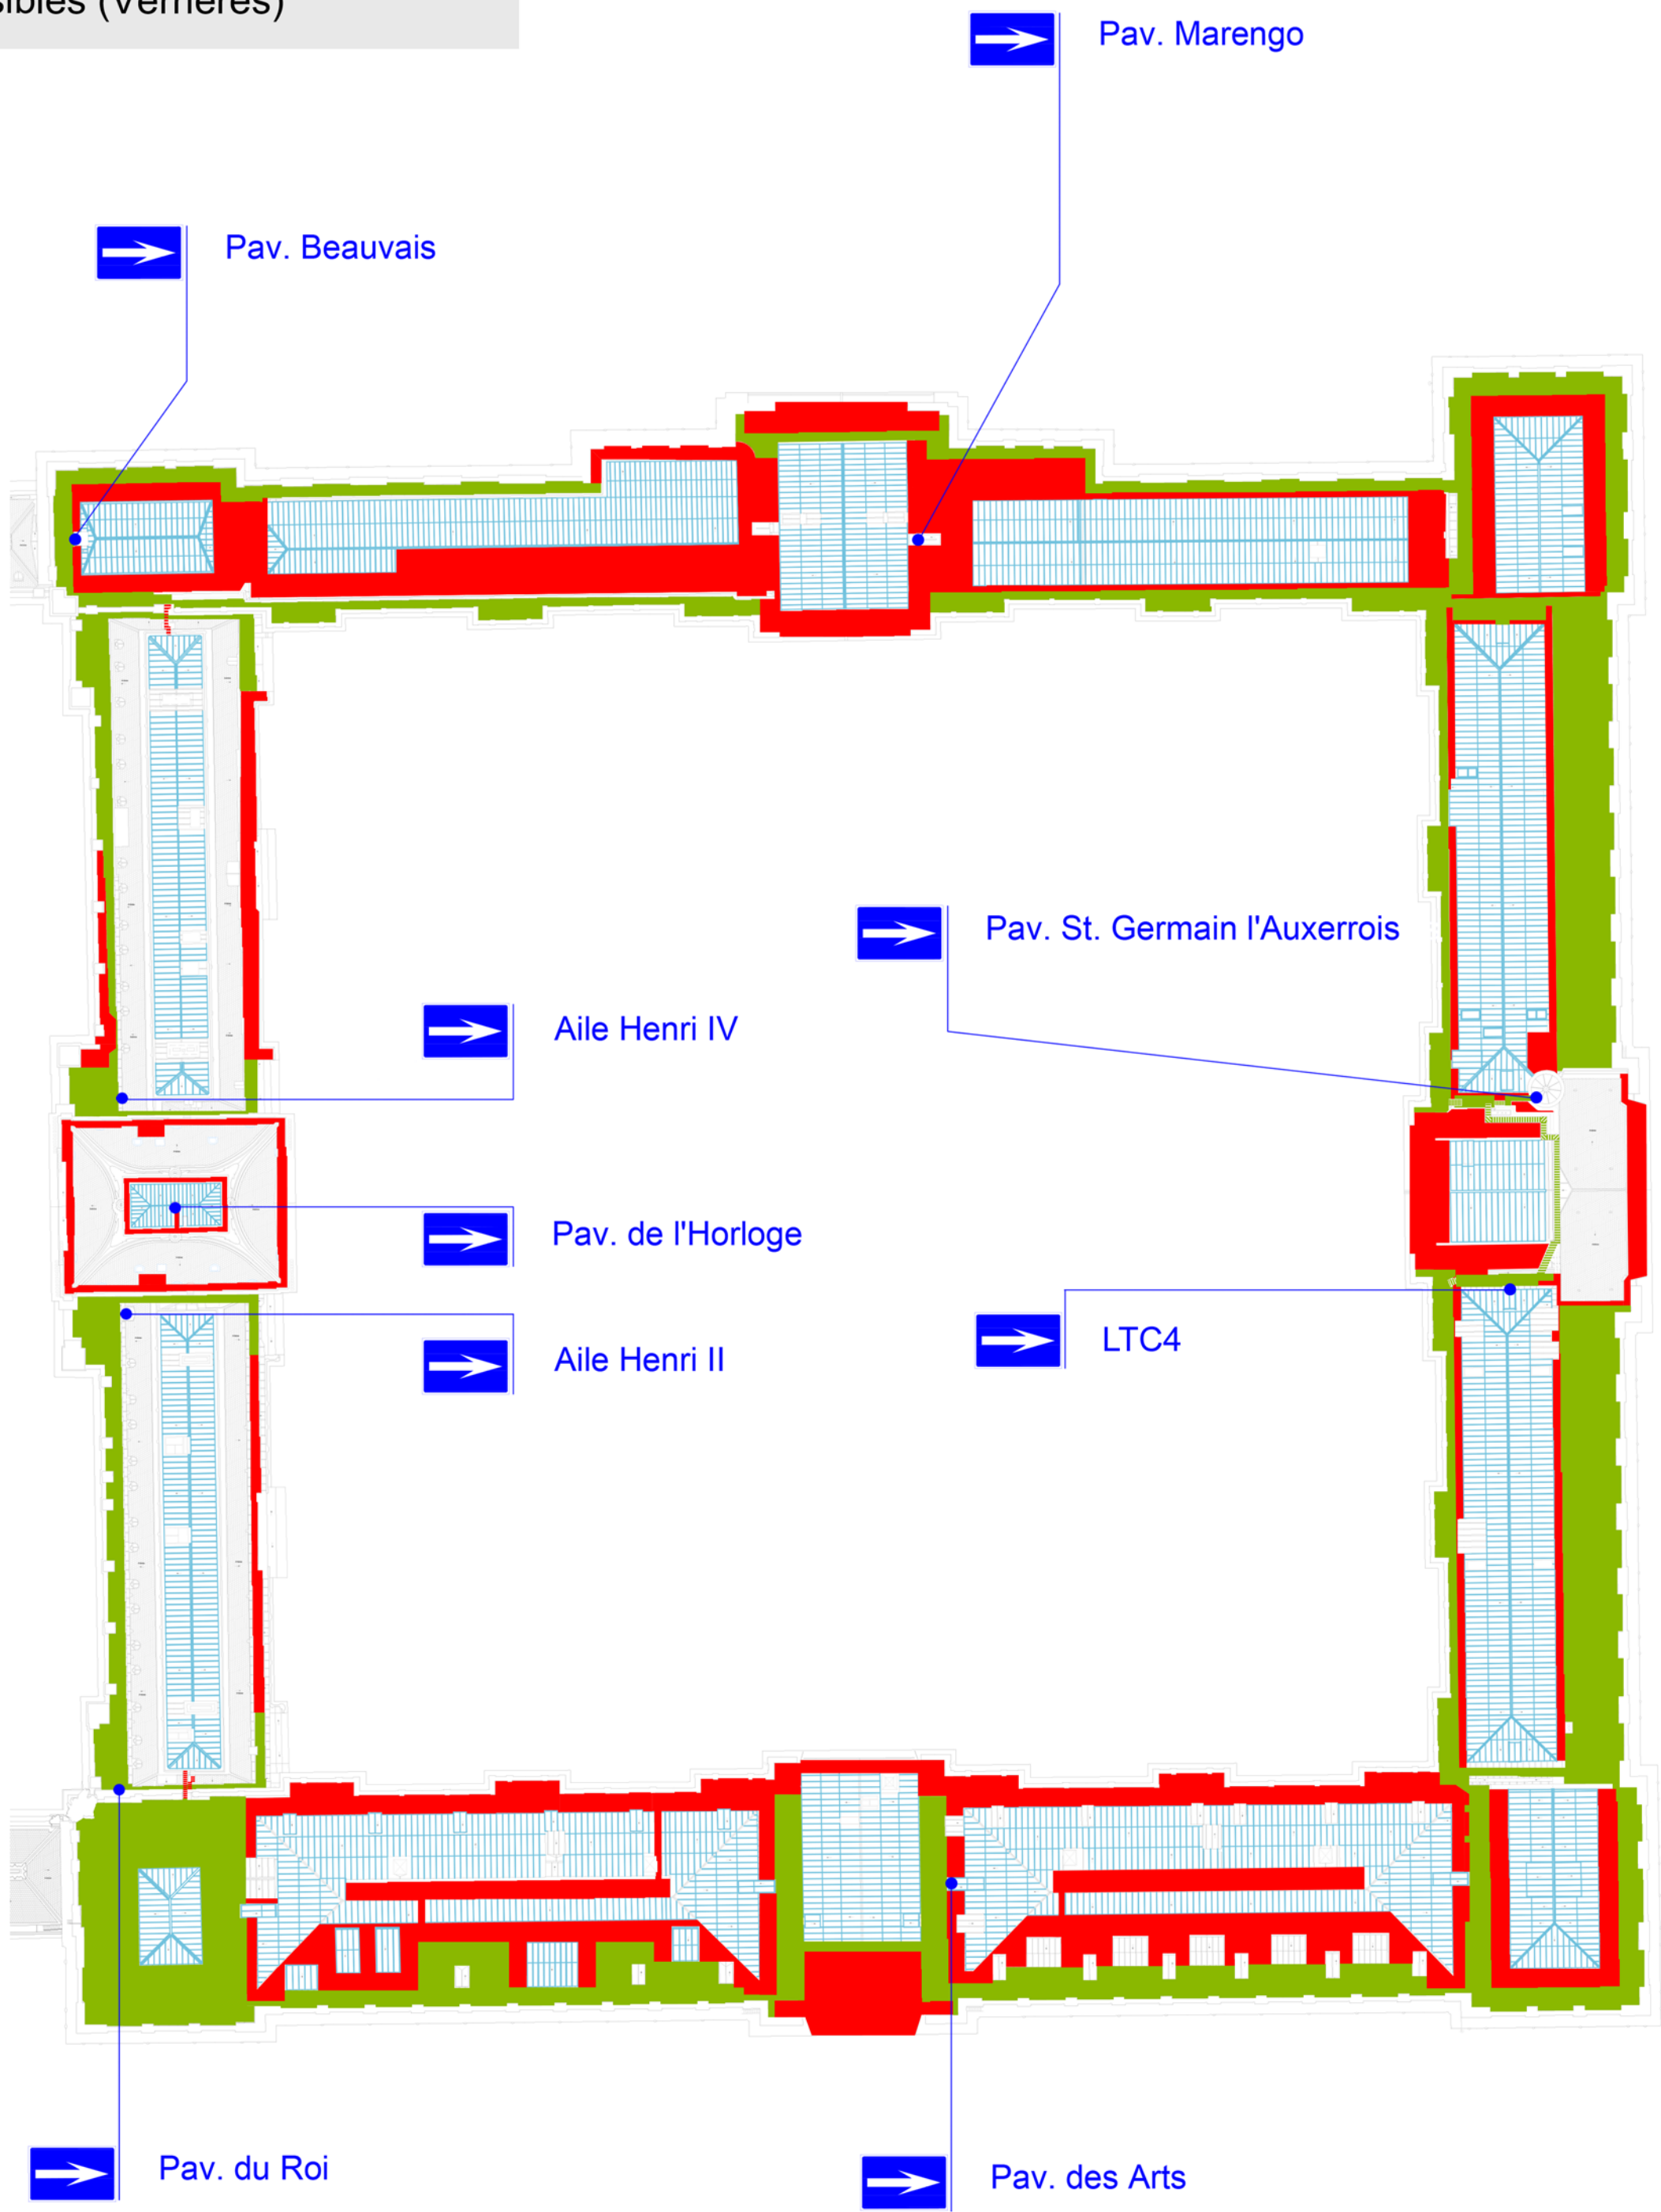 (Verrières)
Pav. Marengo
Pav. Beauvais
Pav. St. Germain l'Auxerrois
Aile Henri IV
Pav. de l'Horloge
LTC4
Aile Henri II
Pav. du Roi
Pav. des Arts